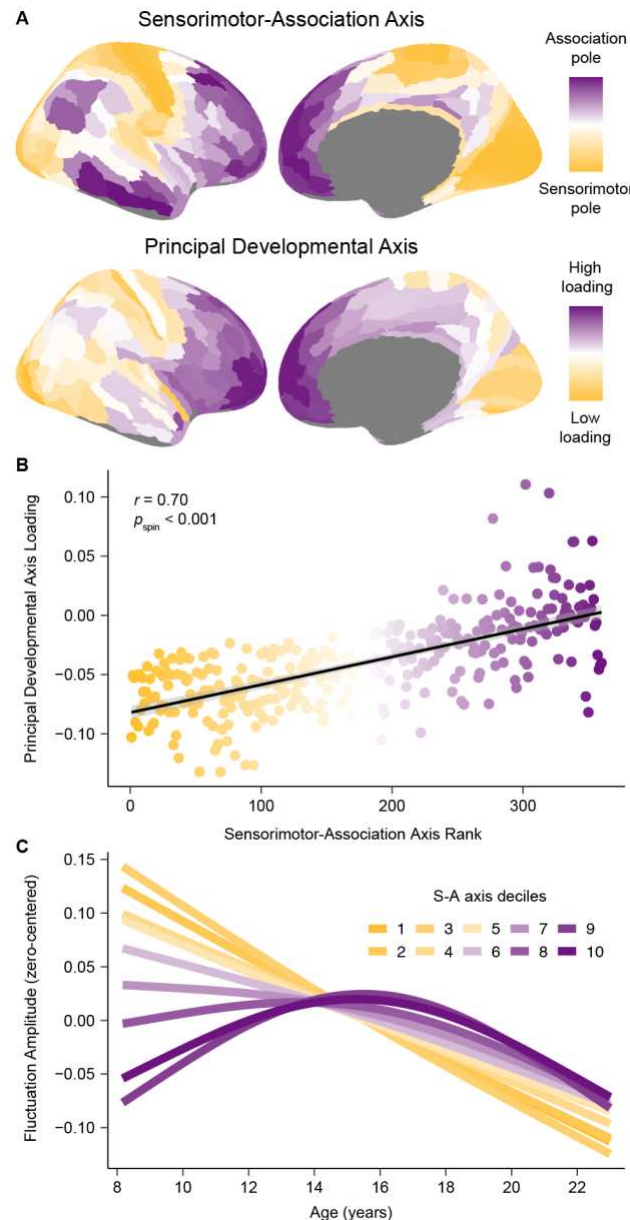 A
Sensorimotor-Association Axis
Association
pole
Sensorimotor
pole
Principal Developmental Axis
High
loading
Low
loading
B
r = 0.70
pspin < 0.001
Principal Developmental Axis Loading
0.10
0.05
0.00
−0.05
−0.10
0 100 200 300
Sensorimotor-Association Axis Rank
C
Fluctuation Amplitude (zero-centered)
0.15
0.10
0.05
0.00
−0.05
−0.10
S-A axis deciles
1 3 5 7 9
2 4 6 8 10
8 10 12 14 16 18 20 22
Age (years)